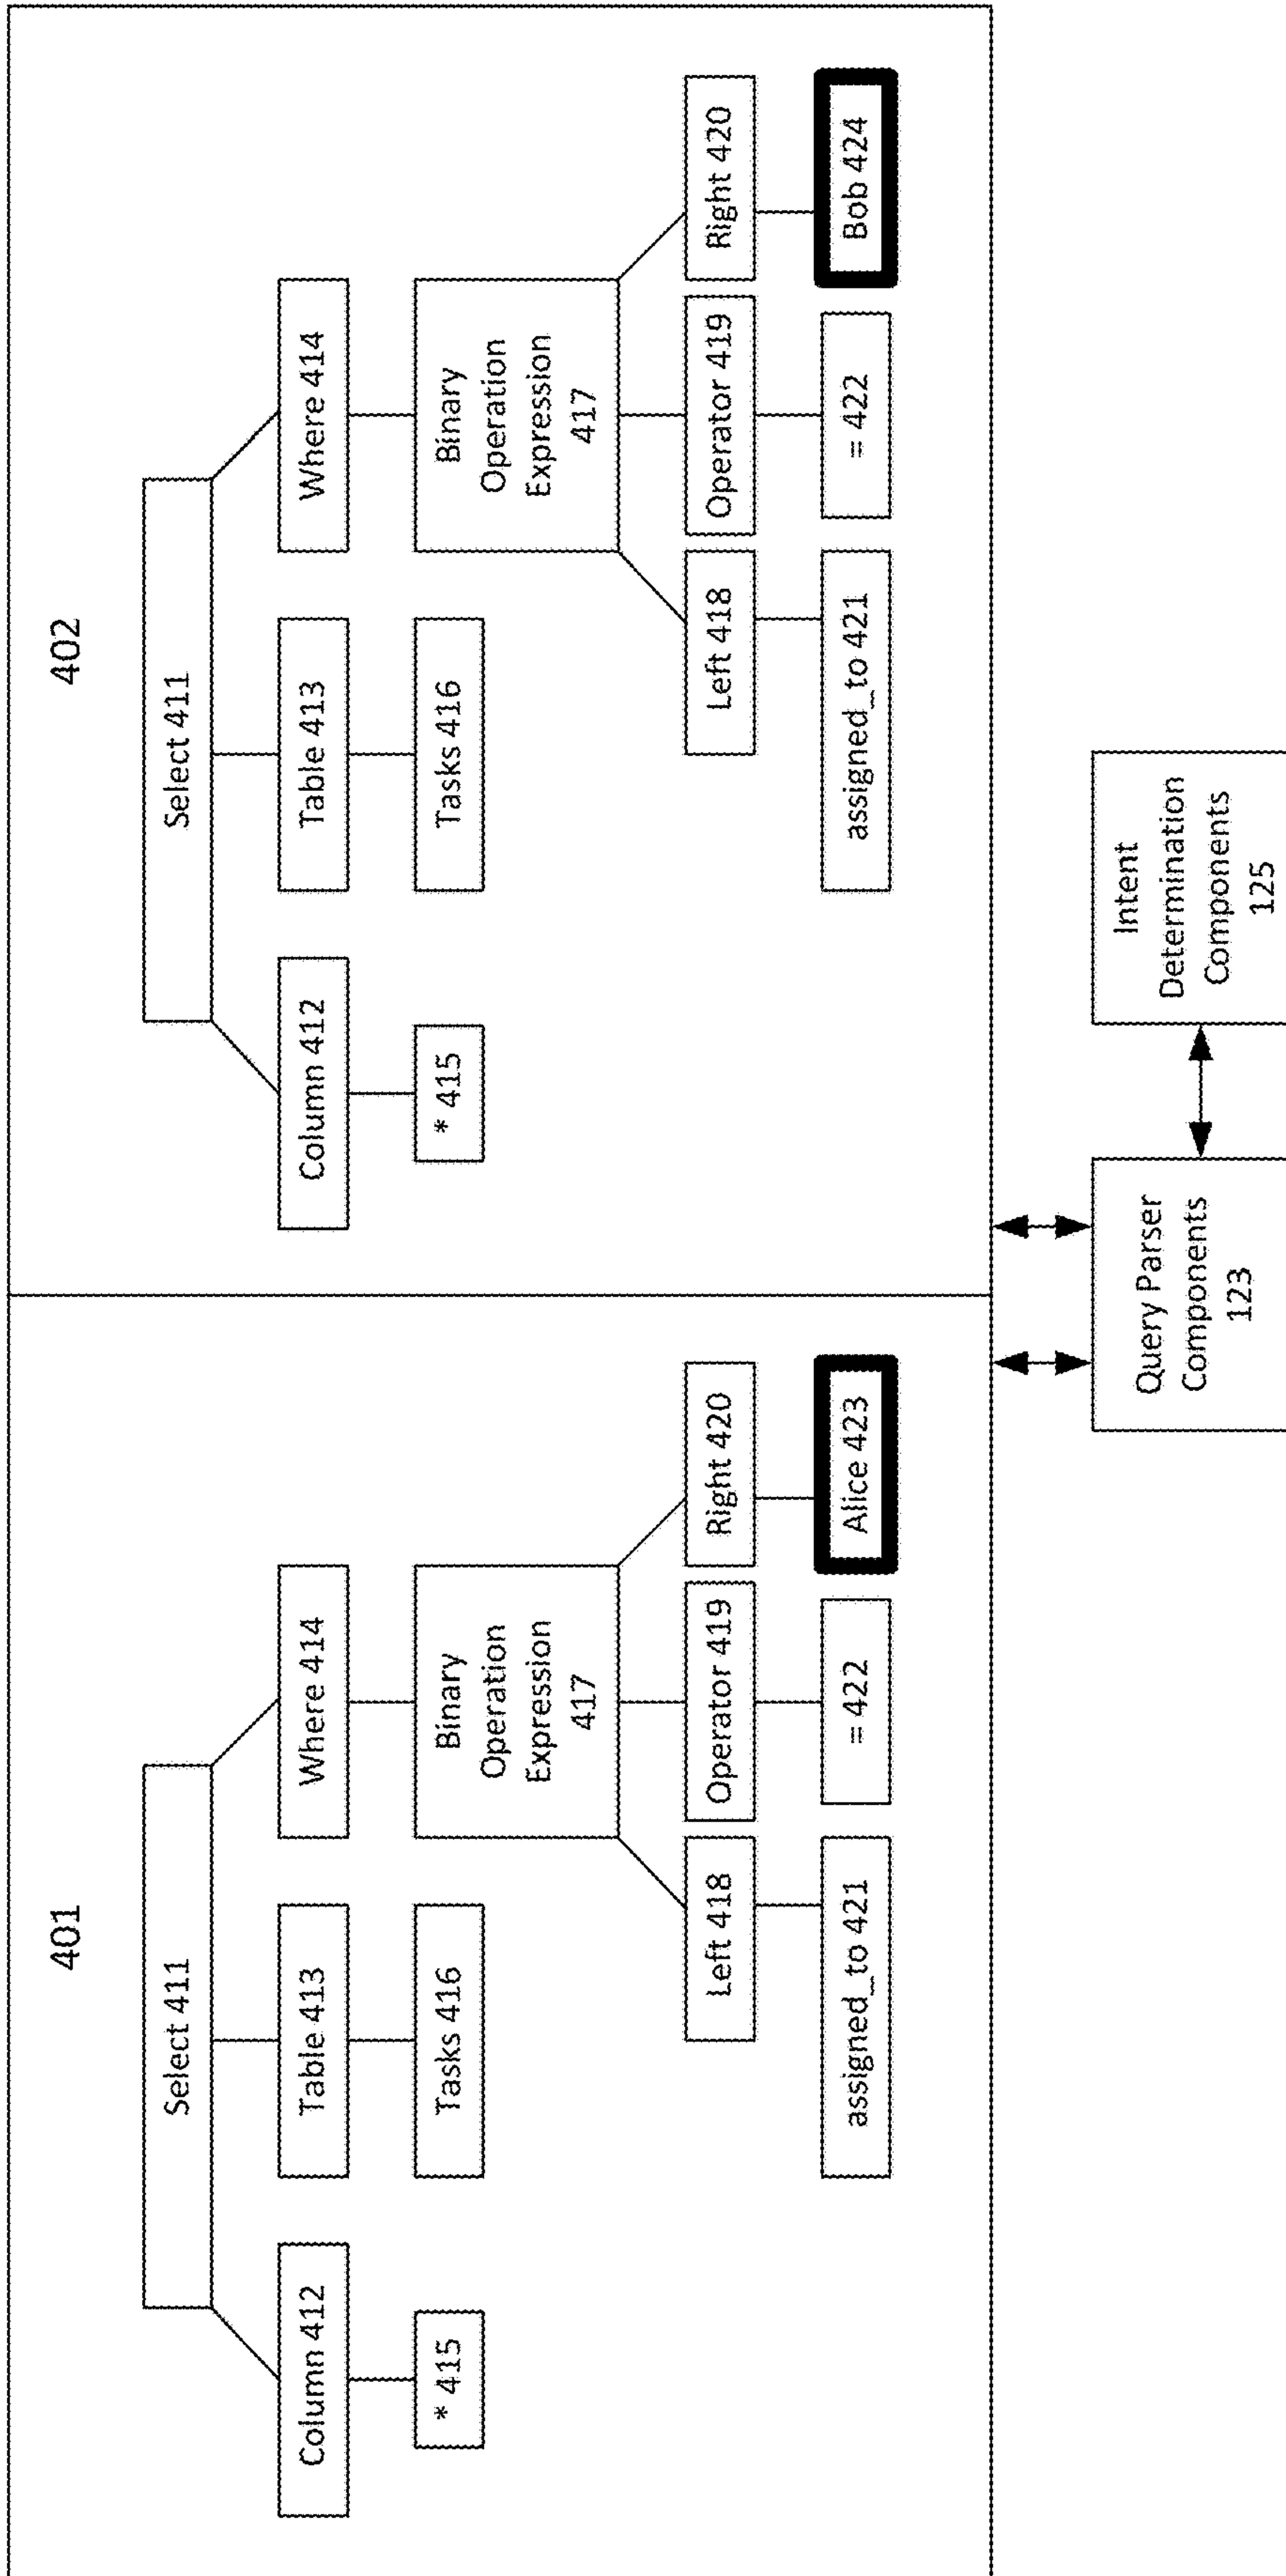 401
Select 411
Column 412
Table 413
Where 414
* 415
Tasks 416
Binary
Operation
Expression
417
Left 418
Operator 419
Right 420
assigned_to 421
= 422
Alice 423
402
Select 411
Column 412
Table 413
Where 414
* 415
Tasks 416
Binary
Operation
Expression
417
Left 418
Operator 419
Right 420
assigned_to 421
= 422
Bob 424
Query Parser
Components
123
Intent
Determination
Components
125